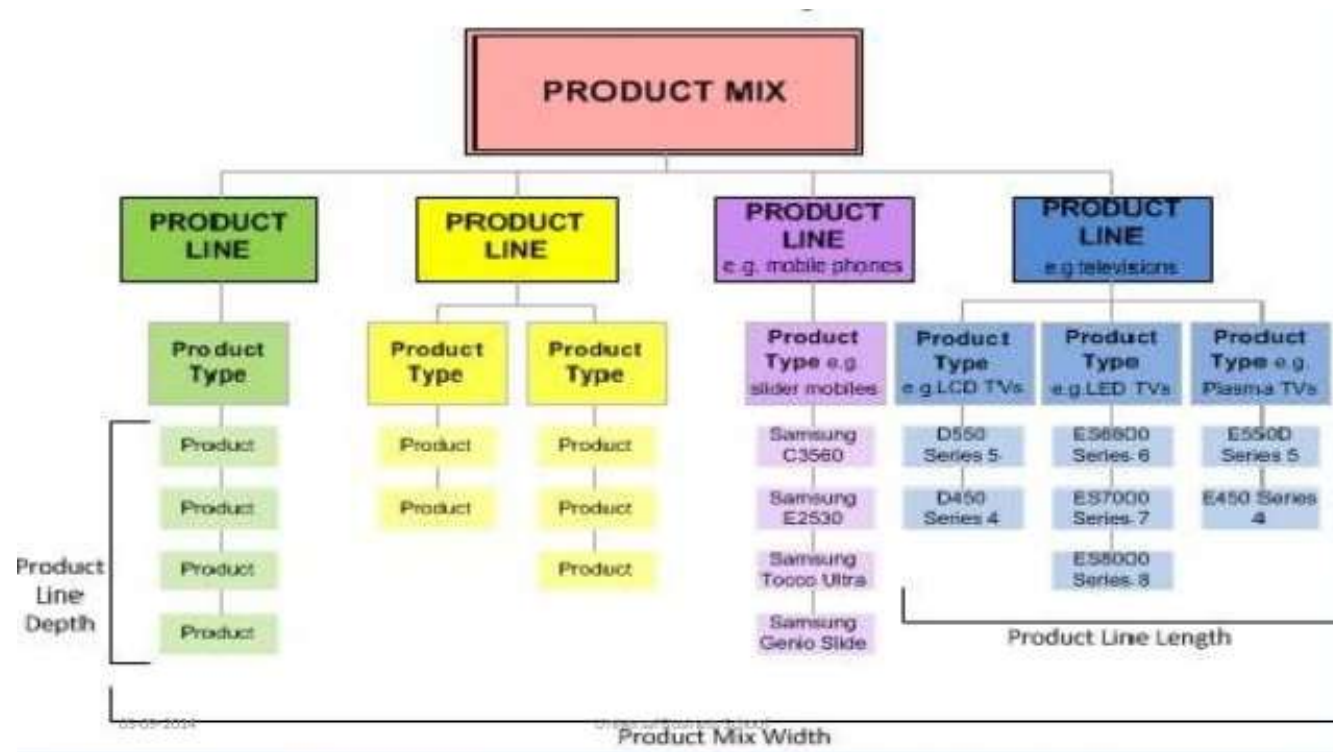 PRODUCT MIX
PRODUCT
LINE
PRODUCT
LINE
PRODUCT
LINE
e.g. mobile phones
PRODUCT
LINE
e.g televisions
Product
Type
Product
Type
Product
Type
Product
Type e.g
slider mobiles
Product
Type
e.g.LCD TVs
Product
Type
e.g.LED TVs
Product
Type e.g.
Plasma TVs
Product
Product
Product
Product
Product
Product
Product
Product
Product
Samsung
C3560
Samsung
E2530
Samsung
Tocco Ultra
Samsung
Genio Slide
D550
Series 5
D450
Series 4
Series 6
ES7000
Series 7
ES8000
Series 8
Series 5
E450 Series
4
Product
Line
Depth
Product Line Length
Product Mix Width